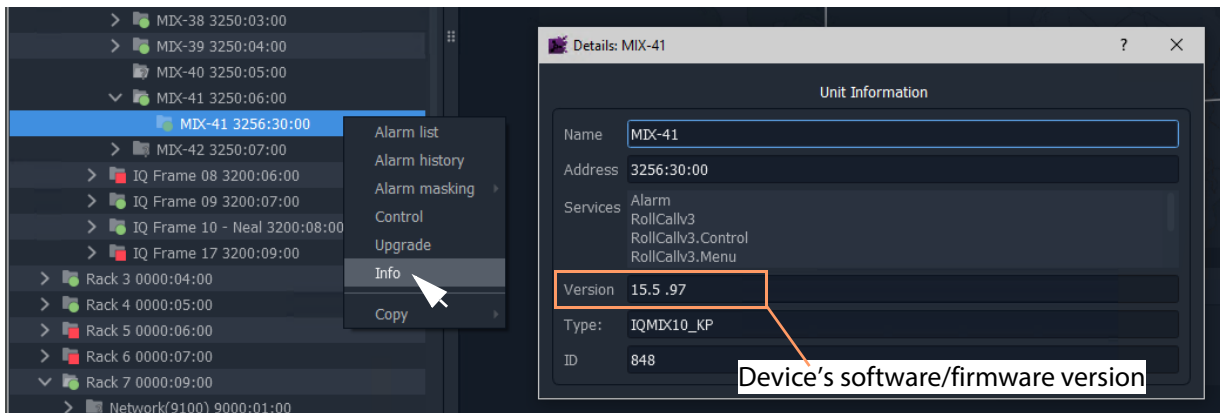 MIX-38 3250:03:00
MIX-39 3250:04:00
MIX-40 3250:05:00
MIX-41 3250:06:00
MIX-41 3256:30:00
MIX-42 3250:07:00
IQ Frame 08 3200:06:00
IQ Frame 09 3200:07:00
IQ Frame 10 - Neal 3200:08:00
IQ Frame 17 3200:09:00
Rack 3 0000:04:00
Rack 4 0000:05:00
Rack 5 0000:06:00
Rack 6 0000:07:00
Rack 7 0000:09:00
Network(9100) 9000:01:00
Alarm list
Alarm history
Alarm masking
Control
Upgrade
Info
Copy
Details: MIX-41
?
Unit Information
Name MIX-41
Address 3256:30:00
Services Alarm
RollCallv3
RollCallv3.Control
RollCallv3.Menu
Version 15.5 .97
Type: IQMIX10_KP
ID 848
Device’s software/firmware version